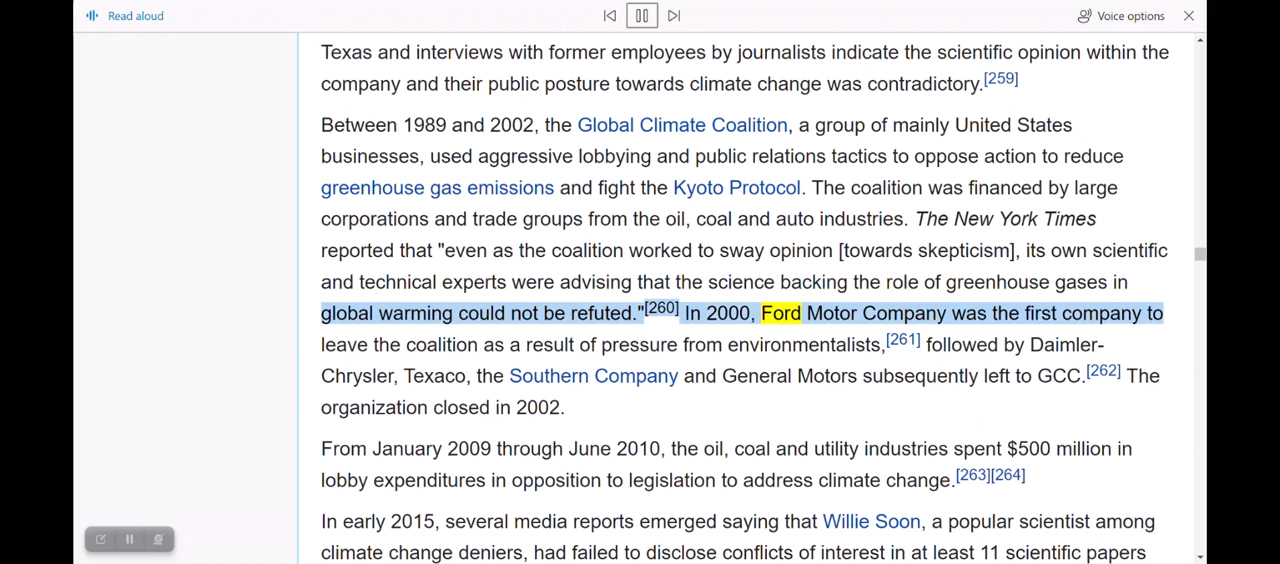 Read aloud
Voice options
Texas and interviews with former employees by journalists indicate the scientific opinion within the
company and their public posture towards climate change was contradictory.[259]
Between 1989 and 2002, the Global Climate Coalition, a group of mainly United States
businesses, used aggressive lobbying and public relations tactics to oppose action to reduce
greenhouse gas emissions and fight the Kyoto Protocol. The coalition was financed by large
corporations and trade groups from the oil, coal and auto industries. The New York Times
reported that "even as the coalition worked to sway opinion [towards skepticism], its own scientific
and technical experts were advising that the science backing the role of greenhouse gases in
global warming could not be refuted."[260] In 2000, Ford Motor Company was the first company to
leave the coalition as a result of pressure from environmentalists,[261] followed by Daimler-
Chrysler, Texaco, the Southern Company and General Motors subsequently left to GCC.[262] The
organization closed in 2002.
From January 2009 through June 2010, the oil, coal and utility industries spent $500 million in
lobby expenditures in opposition to legislation to address climate change.[263][264]
In early 2015, several media reports emerged saying that Willie Soon, a popular scientist among
climate change deniers, had failed to disclose conflicts of interest in at least 11 scientific papers